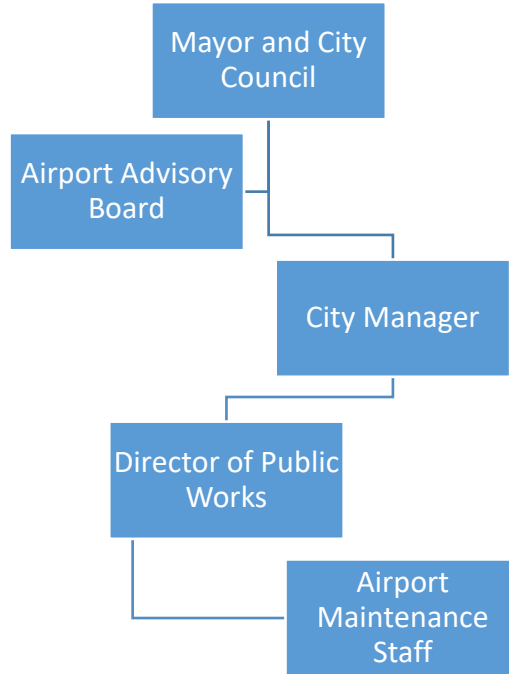 Mayor and City
Council
Airport Advisory
Board
City Manager
Director of Public
Works
Airport
Maintenance
Staff